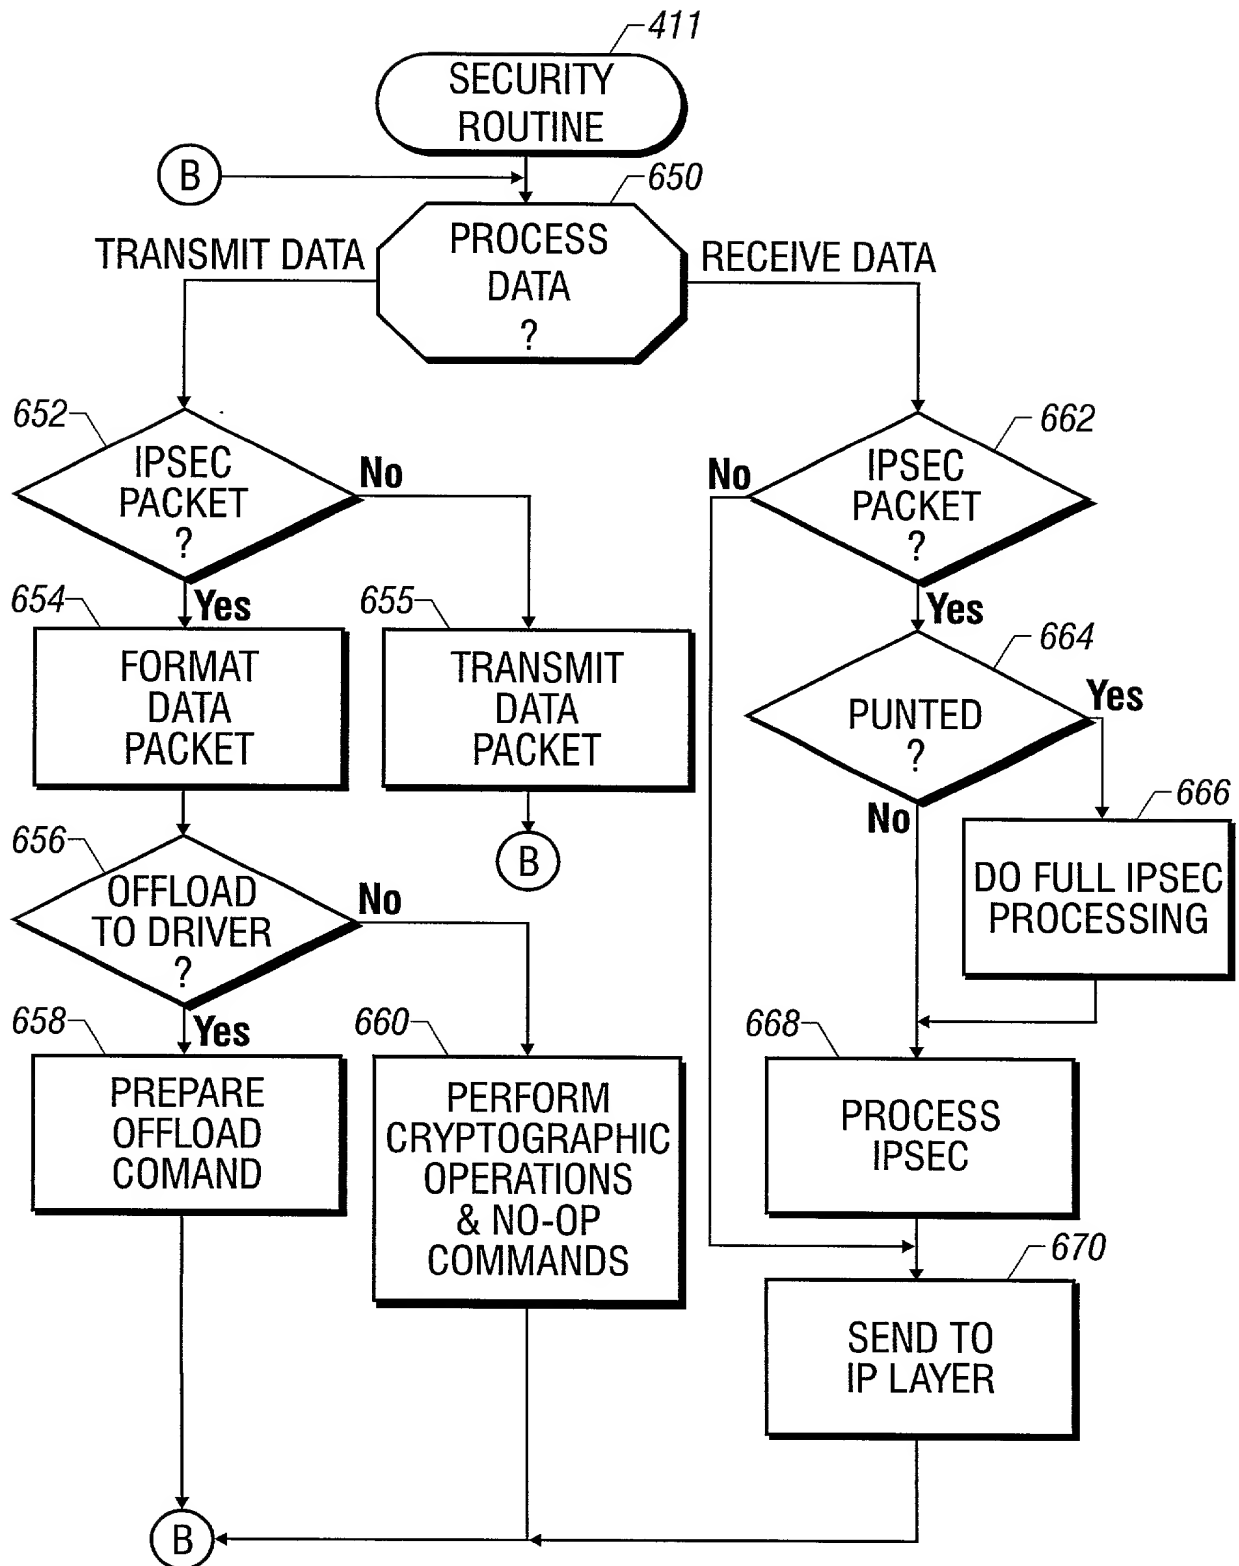 411
SECURITY
ROUTINE
B
650
TRANSMIT DATA
PROCESS
DATA
?
RECEIVE DATA
652
IPSEC
PACKET
?
No
Yes
662
IPSEC
PACKET
?
No
Yes
654
FORMAT
DATA
PACKET
655
TRANSMIT
DATA
PACKET
B
664
PUNTED
?
Yes
No
666
DO FULL IPSEC
PROCESSING
656
OFFLOAD
TO DRIVER
?
No
Yes
658
PREPARE
OFFLOAD
COMAND
660
PERFORM
CRYPTOGRAPHIC
OPERATIONS
& NO-OP
COMMANDS
668
PROCESS
IPSEC
670
SEND TO
IP LAYER
B